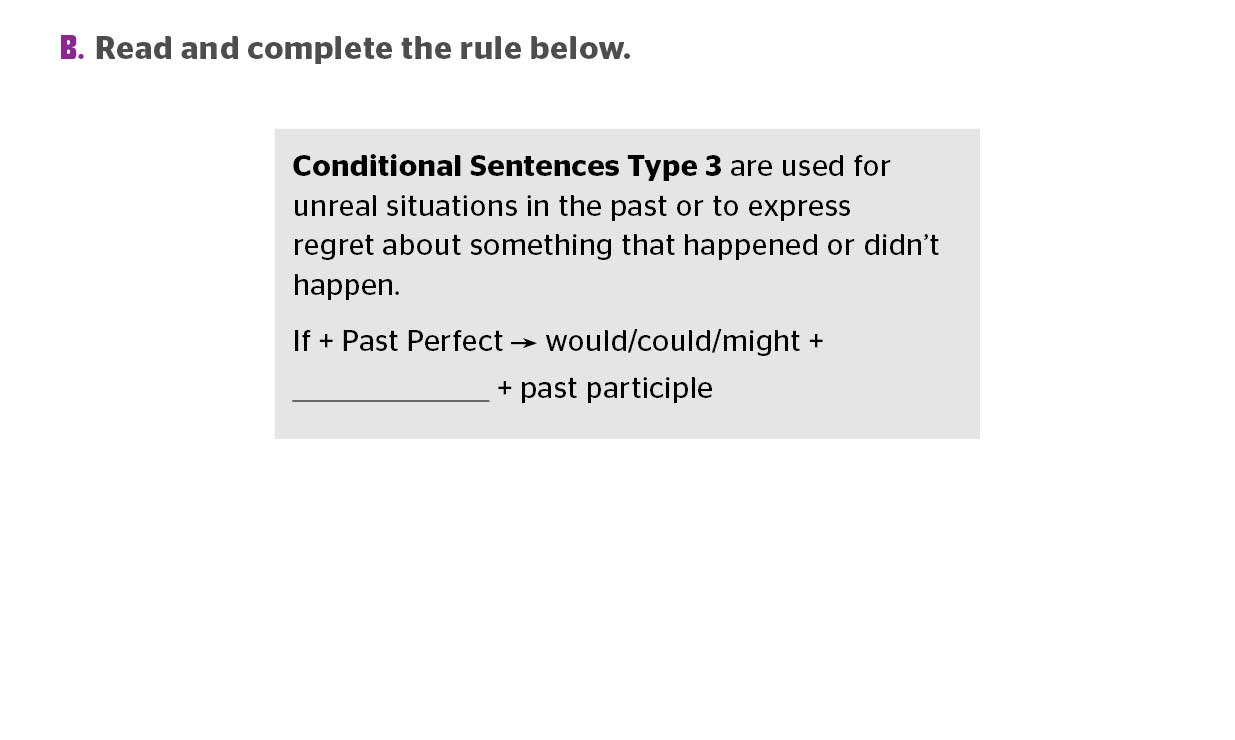 B. Read and complete the rule below.
Conditional Sentences Type 3 are used for
unreal situations in the past or to express
regret about something that happened or didn’t
happen.
If + Past Perfect → would/could/might +
______________ + past participle